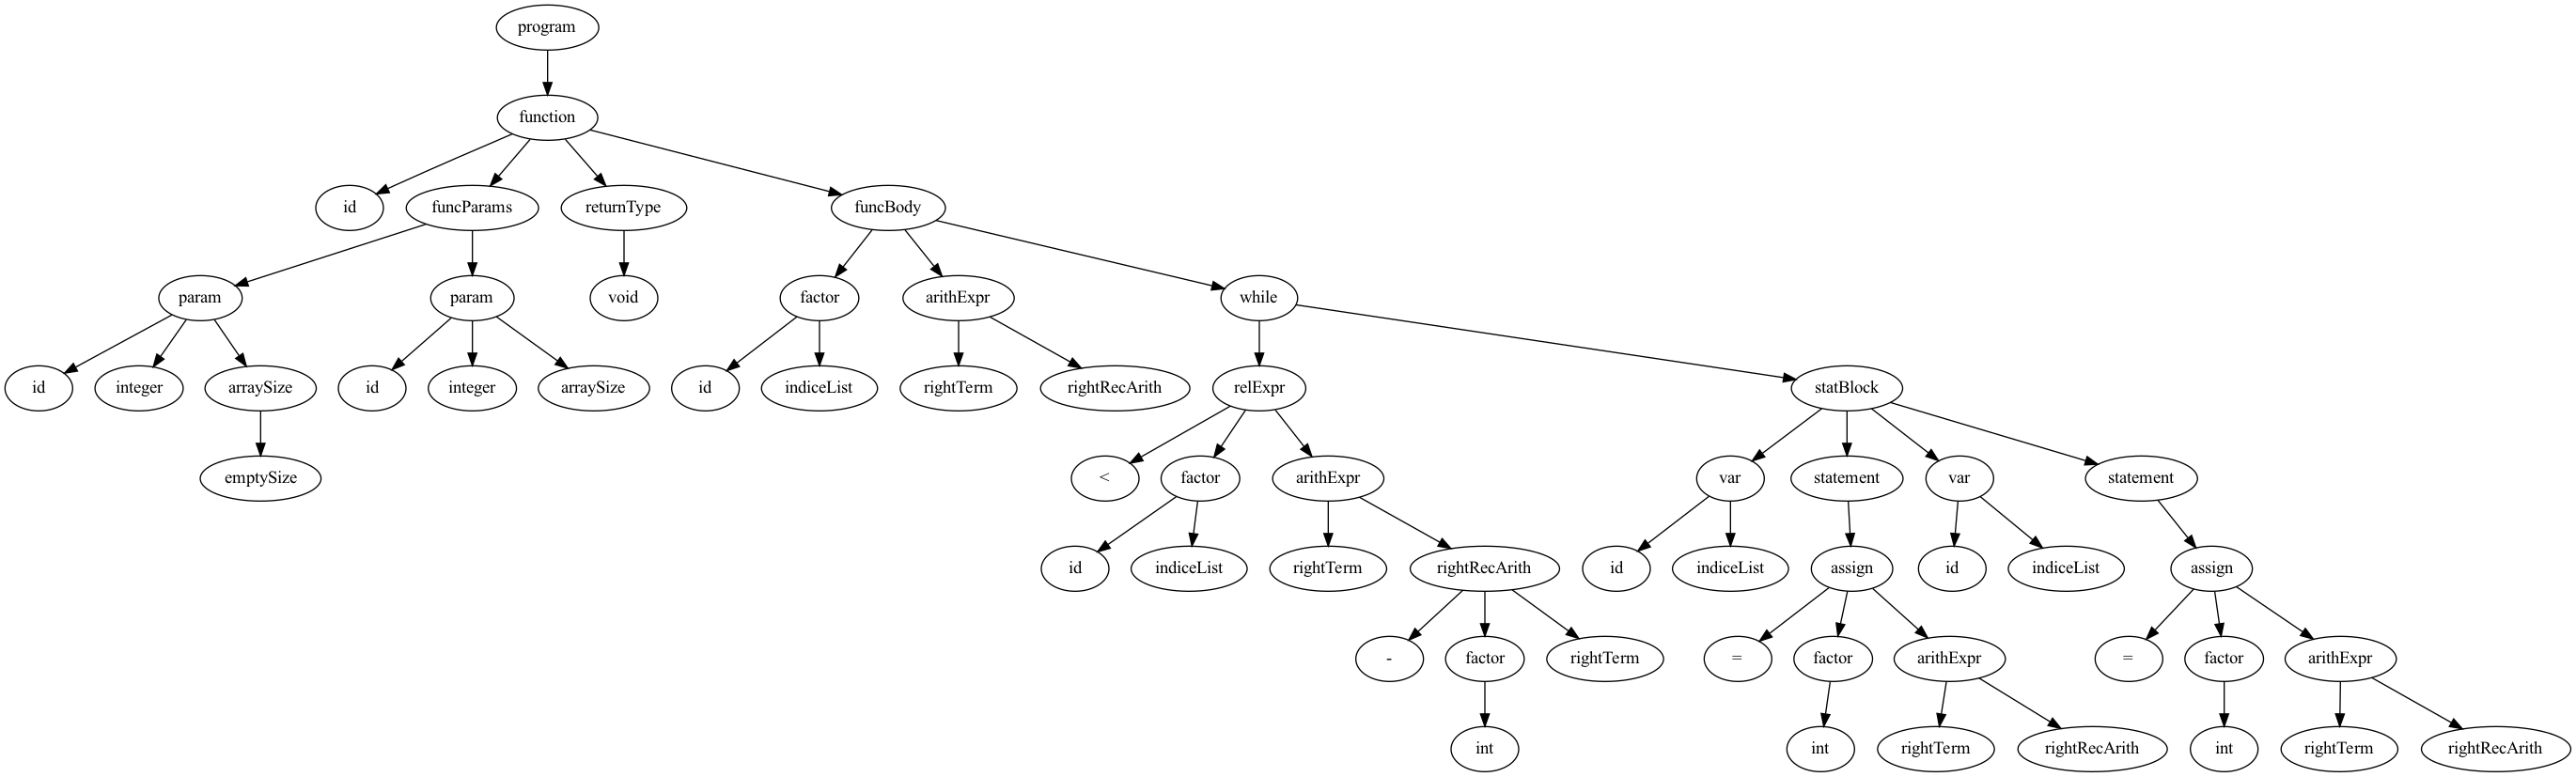 program
function
id
funcParams
returnType
funcBody
param
param
void
factor
arithExpr
while
id
integer
arraySize
id
integer
arraySize
id
indiceList
rightTerm
rightRecArith
relExpr
statBlock
emptySize
<
factor
arithExpr
var
statement
var
statement
id
indiceList
rightTerm
rightRecArith
id
indiceList
assign
id
indiceList
assign
-
factor
rightTerm
=
factor
arithExpr
=
factor
arithExpr
int
int
rightTerm
rightRecArith
int
rightTerm
rightRecArith